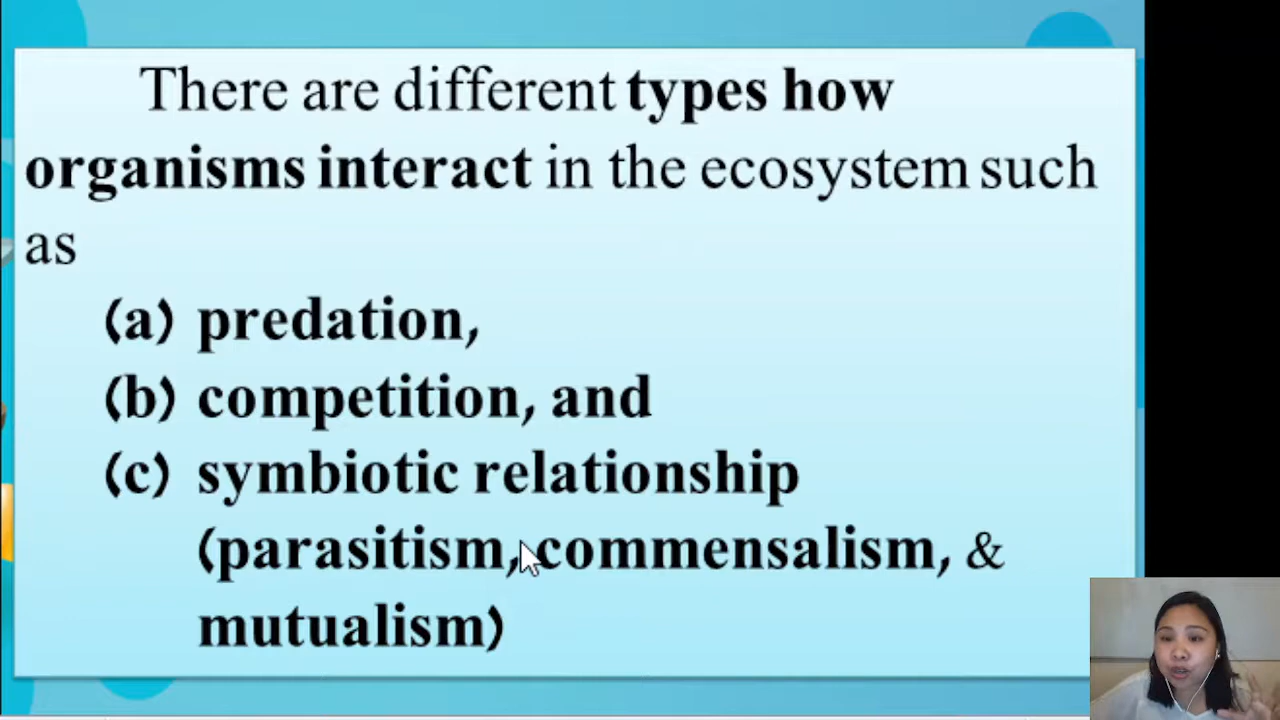 There are different types how
organisms interact in the ecosystem such
as
(a) predation,
(b) competition, and
(c) symbiotic relationship
(parasitism, commensalism, &
mutualism)